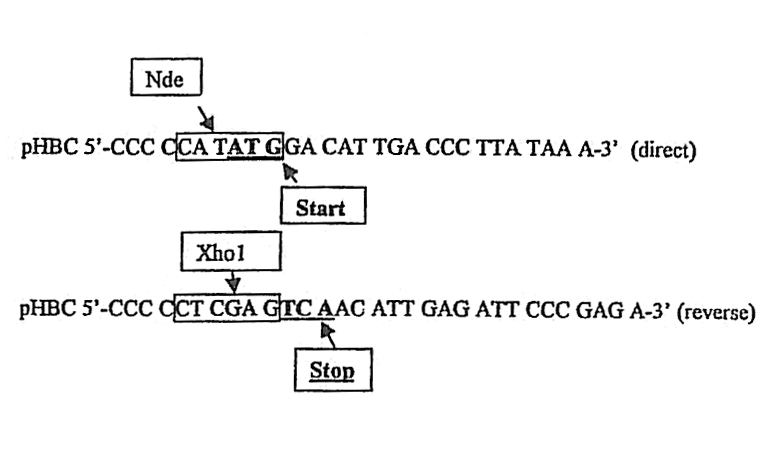 Nde
pHBC 5'-CCC CCA TATG GGA CAT TGA CCC TTA TAA A-3' (direct)
Start
Xho1
pHBC 5'-CCC CCT CGA GTC AAC ATT GAG ATT CCC GAG A-3' (reverse)
Stop